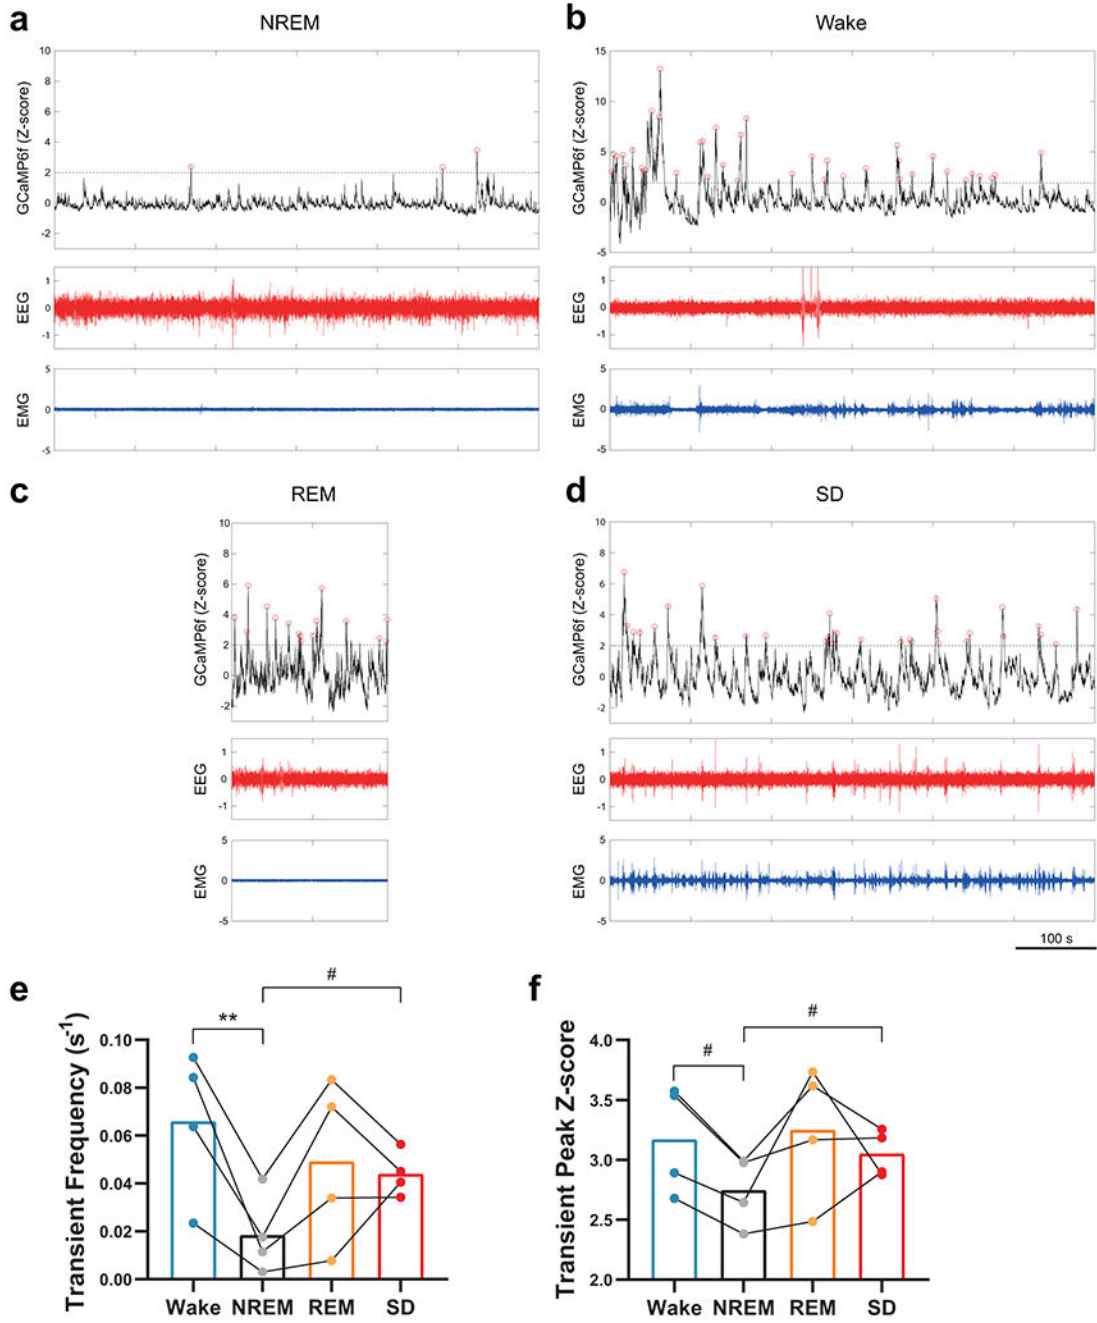 a
NREM
GCaMP6f (Z-score)
10
8
6
4
2
0
-2
EEG
1
0
-1
EMG
5
0
-5
b
Wake
GCaMP6f (Z-score)
15
10
5
0
-5
EEG
1
0
-1
EMG
5
0
-5
c
REM
GCaMP6f (Z-score)
10
8
6
4
2
0
-2
EEG
1
0
-1
EMG
5
0
-5
d
SD
GCaMP6f (Z-score)
10
8
6
4
2
0
-2
EEG
1
0
-1
EMG
5
0
-5
100 s
e
#
**
Transient Frequency (s⁻¹)
0.10
0.08
0.06
0.04
0.02
0.00
Wake NREM REM SD
f
#
#
Transient Peak Z-score
4.0
3.5
3.0
2.5
2.0
Wake NREM REM SD